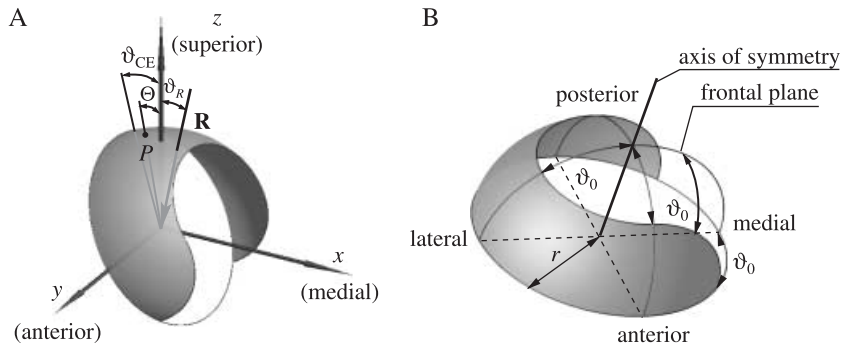 A
z
(superior)
ϑCE
Θ
ϑR
R
P
x
(medial)
y
(anterior)
B
axis of symmetry
posterior
frontal plane
ϑ0
ϑ0
medial
lateral
r
ϑ0
anterior